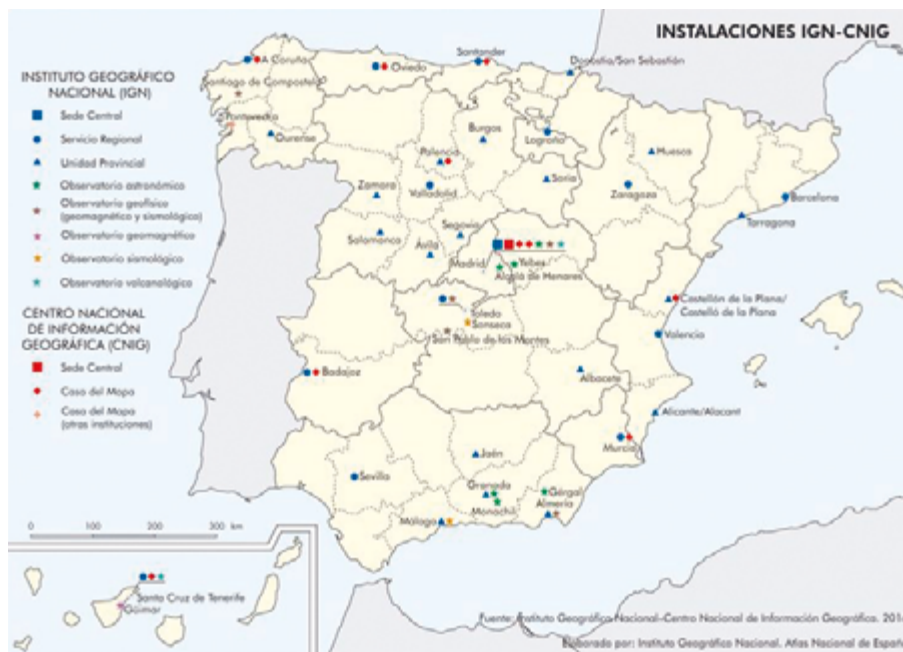 INSTALACIONES IGN-CNIG
INSTITUTO GEOGRÁFICO
NACIONAL (IGN)
Sede Central
Servicio Regional
Unidad Provincial
Observatorio astronómico
Observatorio geofísico
(geomagnético y sismológico)
Observatorio geomagnético
Observatorio sismológico
Observatorio volcanológico
CENTRO NACIONAL
DE INFORMACIÓN
GEOGRÁFICA (CNIG)
Sede Central
Casa del Mapa
Casa del Mapa
(otras instituciones)
A Coruña
Santiago de Compostela
Pontevedra
Ourense
Oviedo
Santander
Donostia/San Sebastián
Burgos
Logroño
Palencia
Huesca
Zamora
Valladolid
Soria
Zaragoza
Barcelona
Tarragona
Salamanca
Segovia
Ávila
Madrid
Yebes
Alcalá de Henares
Toledo
Sonseca
San Pablo de los Montes
Castellón de la Plana/
Castelló de la Plana
Valencia
Badajoz
Albacete
Alicante/Alacant
Murcia
Jaén
Sevilla
Granada
Monachil
Gérgal
Almería
Málaga
0 100 200 300 km
Santa Cruz de Tenerife
Güímar
Fuente: Instituto Geográfico Nacional–Centro Nacional de Información Geográfica.
Elaborado por: Instituto Geográfico Nacional. Atlas Nacional de España